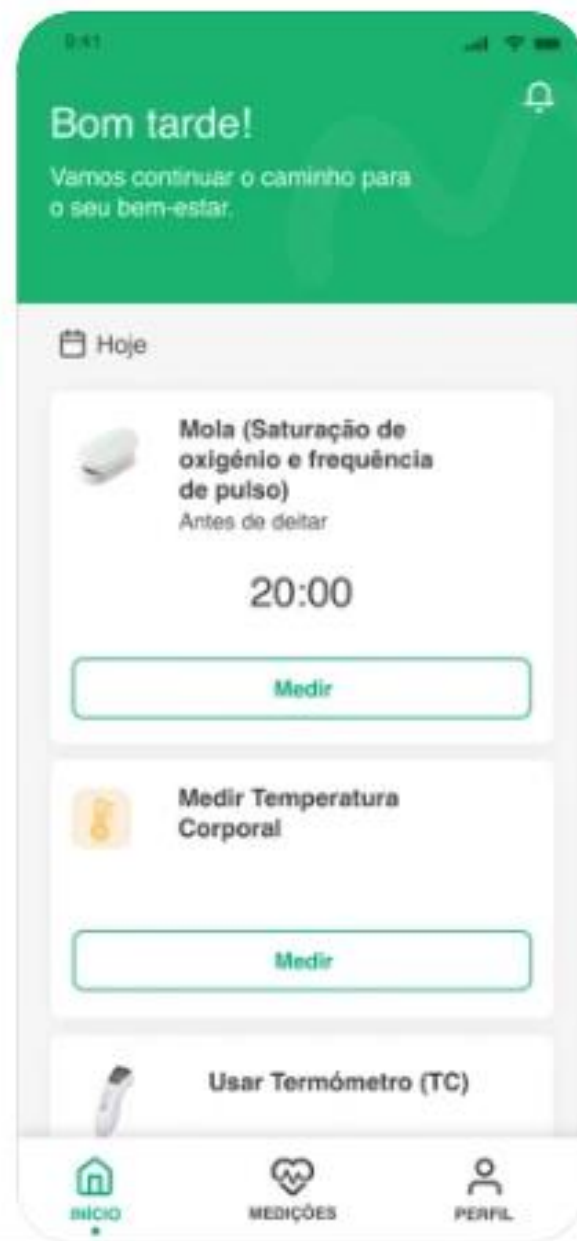 9:41
Bom tarde!
Vamos continuar o caminho para
o seu bem-estar.
Hoje
Mola (Saturação de
oxigénio e frequência
de pulso)
Antes de deitar
20:00
Medir
Medir Temperatura
Corporal
Medir
Usar Termómetro (TC)
INÍCIO
MEDIÇÕES
PERFIL